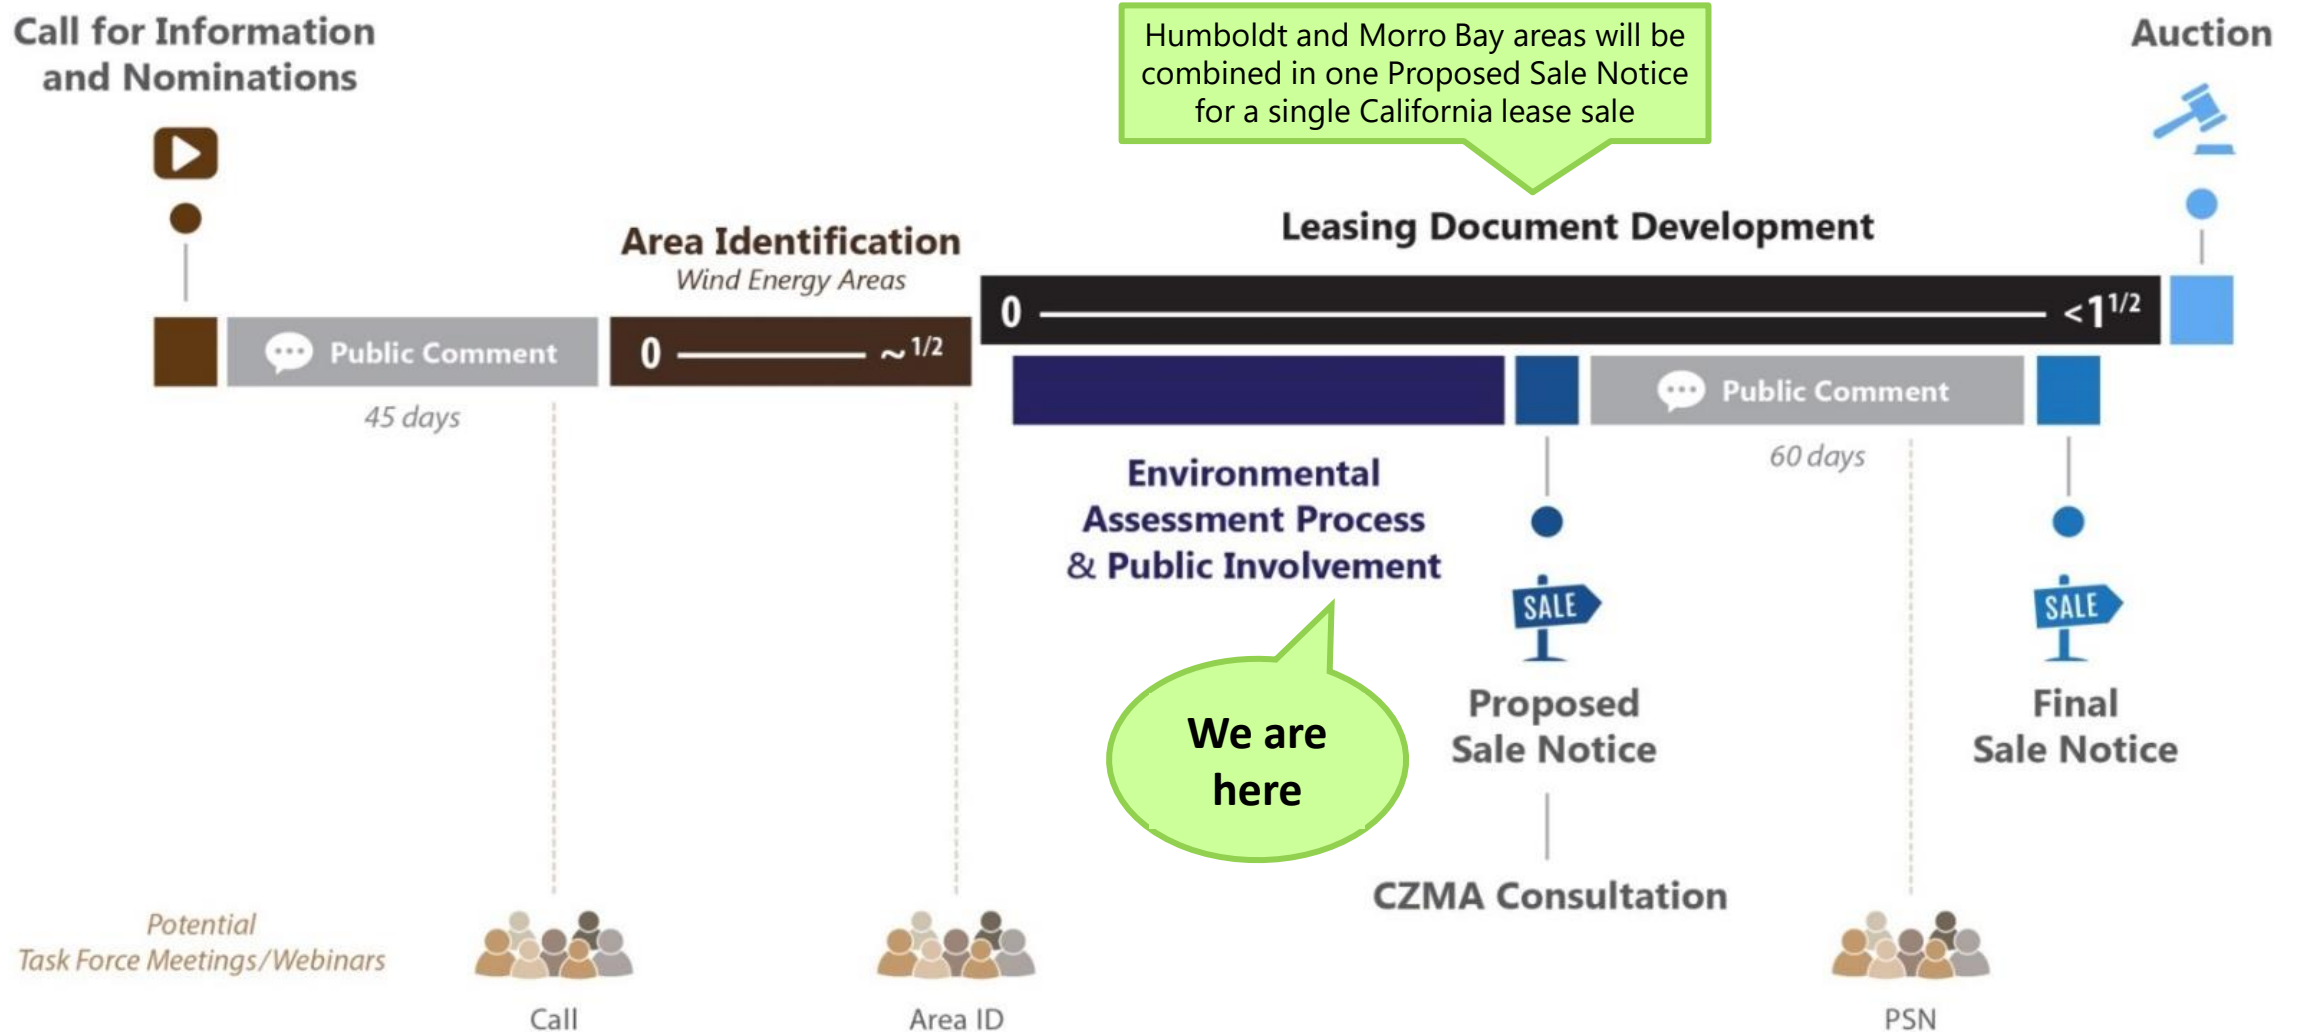 Call for Information
and Nominations
Humboldt and Morro Bay areas will be
combined in one Proposed Sale Notice
for a single California lease sale
Auction
Area Identification
Wind Energy Areas
Leasing Document Development
0 <1 1/2
Public Comment
0 ~ 1/2
Public Comment
45 days
60 days
Environmental
Assessment Process
& Public Involvement
We are
here
SALE
Proposed
Sale Notice
CZMA Consultation
SALE
Final
Sale Notice
Potential
Task Force Meetings/Webinars
Call
Area ID
PSN